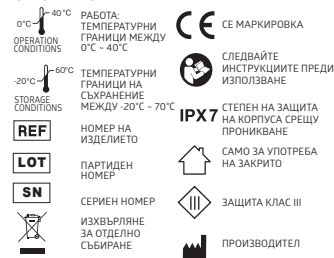 40°C
0°C
OPERATION
CONDITIONS
РАБОТА:
ТЕМПЕРАТУРНИ
ГРАНИЦИ МЕЖДУ
0°C ~ 40°C
60°C
-20°C
STORAGE
CONDITIONS
ТЕМПЕРАТУРНИ
ГРАНИЦИ НА
СЪХРАНЕНИЕ
МЕЖДУ -20°C ~ 70°C
REF
НОМЕР НА
ИЗДЕЛИЕТО
LOT
ПАРТИДЕН
НОМЕР
SN
СЕРИЕН НОМЕР
ИЗХВЪРЛЯНЕ
ЗА ОТДЕЛНО
СЪБИРАНЕ
CE
СЕ МАРКИРОВКА
СЛЕДВАЙТЕ
ИНСТРУКЦИИТЕ ПРЕДИ
ИЗПОЛЗВАНЕ
IPX7
СТЕПЕН НА ЗАЩИТА
НА КОРПУСА СРЕЩУ
ПРОНИКВАНЕ
САМО ЗА УПОТРЕБА
НА ЗАКРИТО
III
ЗАЩИТА КЛАС III
ПРОИЗВОДИТЕЛ